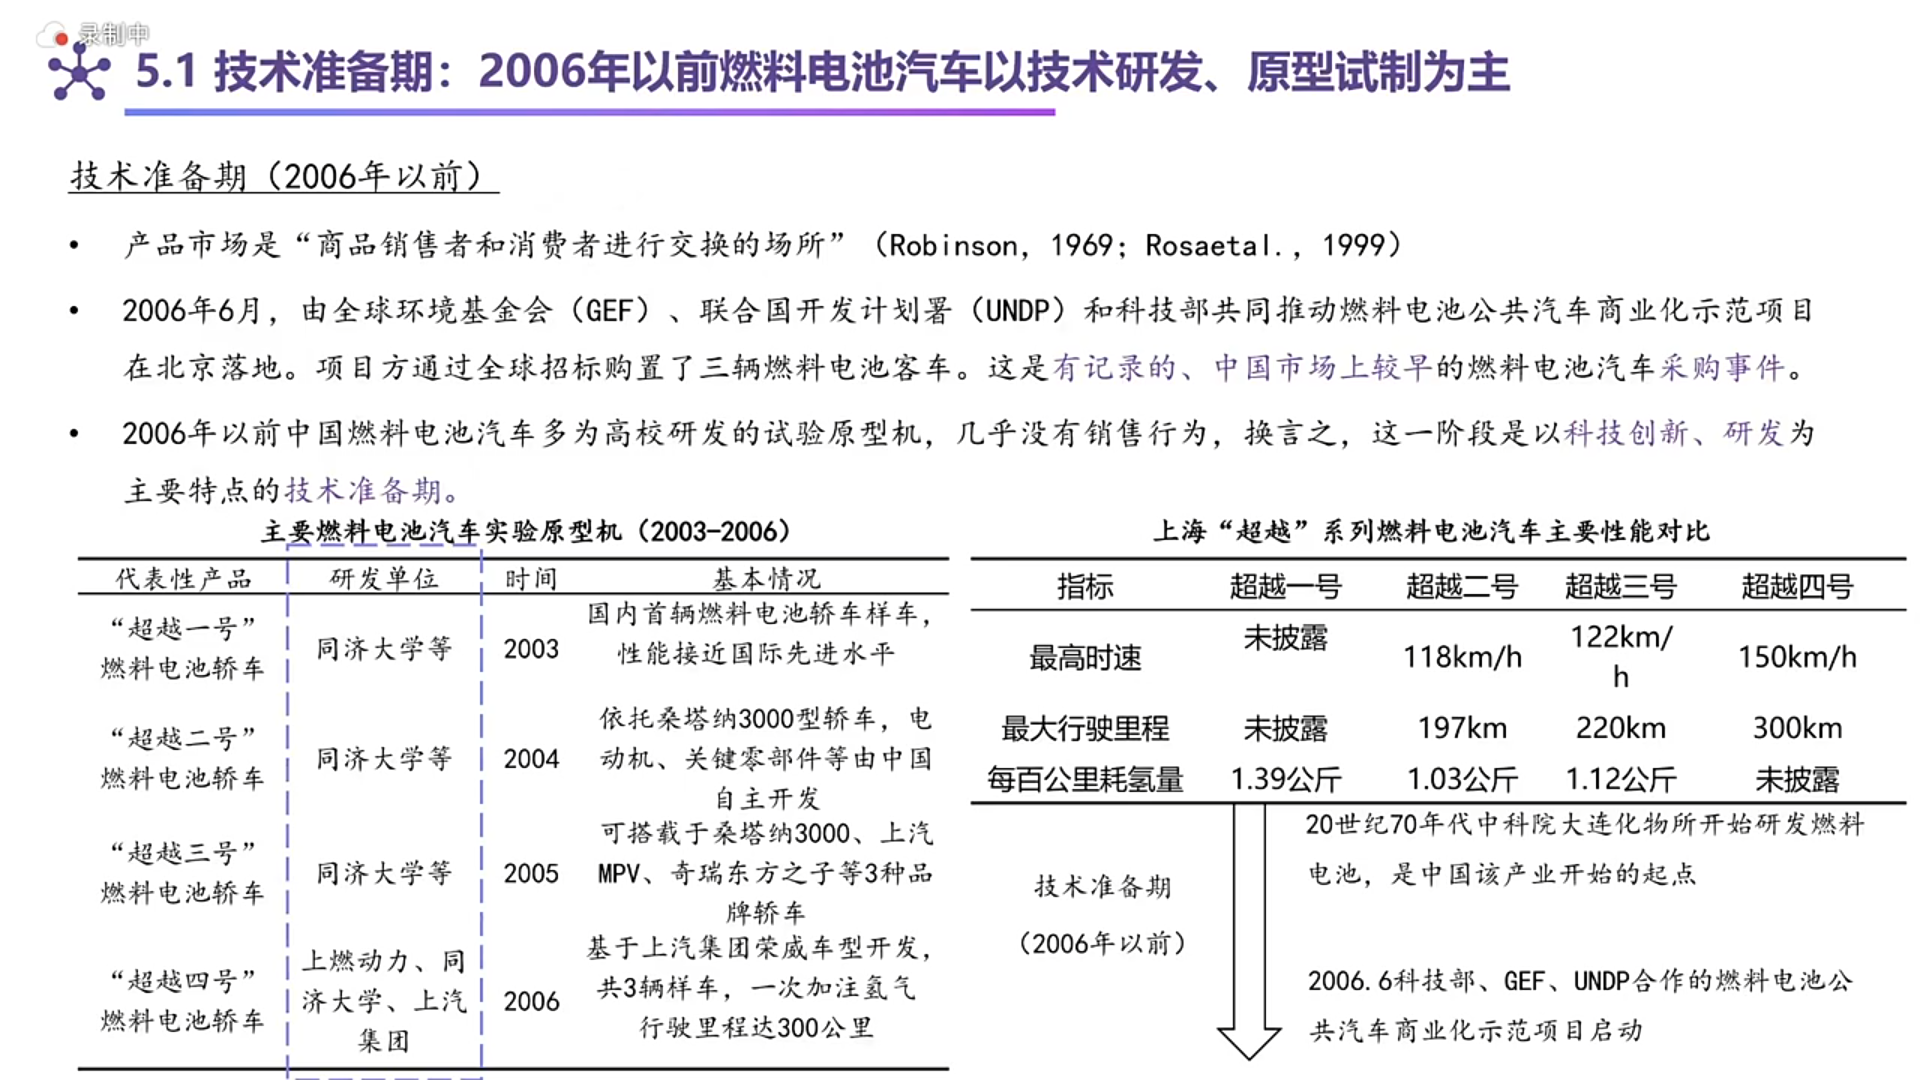 录制中
5.1 技术准备期：2006年以前燃料电池汽车以技术研发、原型试制为主
技术准备期（2006年以前）
• 产品市场是“商品销售者和消费者进行交换的场所”（Robinson，1969；Rosaetal.，1999）
• 2006年6月，由全球环境基金会（GEF）、联合国开发计划署（UNDP）和科技部共同推动燃料电池公共汽车商业化示范项目
在北京落地。项目方通过全球招标购置了三辆燃料电池客车。这是有记录的、中国市场上较早的燃料电池汽车采购事件。
• 2006年以前中国燃料电池汽车多为高校研发的试验原型机，几乎没有销售行为，换言之，这一阶段是以科技创新、研发为
主要特点的技术准备期。
主要燃料电池汽车实验原型机（2003-2006）
代表性产品 研发单位 时间 基本情况
“超越一号”
燃料电池轿车
同济大学等
2003
国内首辆燃料电池轿车样车，
性能接近国际先进水平
“超越二号”
燃料电池轿车
同济大学等
2004
依托桑塔纳3000型轿车，电
动机、关键零部件等由中国
自主开发
“超越三号”
燃料电池轿车
同济大学等
2005
可搭载于桑塔纳3000、上汽
MPV、奇瑞东方之子等3种品
牌轿车
“超越四号”
燃料电池轿车
上燃动力、同
济大学、上汽
集团
2006
基于上汽集团荣威车型开发，
共3辆样车，一次加注氢气
行驶里程达300公里
上海“超越”系列燃料电池汽车主要性能对比
指标 超越一号 超越二号 超越三号 超越四号
最高时速 未披露 118km/h 122km/
h 150km/h
最大行驶里程 未披露 197km 220km 300km
每百公里耗氢量 1.39公斤 1.03公斤 1.12公斤 未披露
技术准备期
（2006年以前）
20世纪70年代中科院大连化物所开始研发燃料
电池，是中国该产业开始的起点
2006.6科技部、GEF、UNDP合作的燃料电池公
共汽车商业化示范项目启动